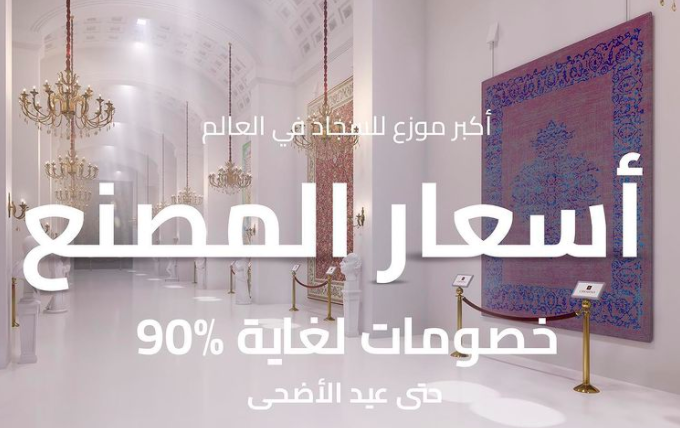 أكبر موزع للسجاد في العالم
أسعار المصنع
خصومات لغاية 90%
حتى عيد الأضحى